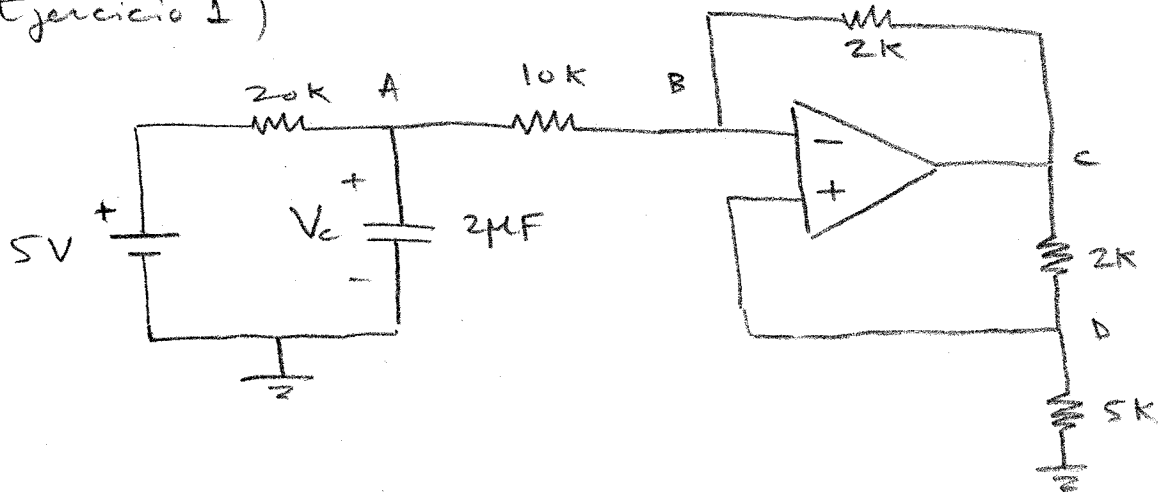 Ejercicio 1)
2K
20K A 10K B
- C
+ + +
5V Vc 2µF 2K
- D
5K